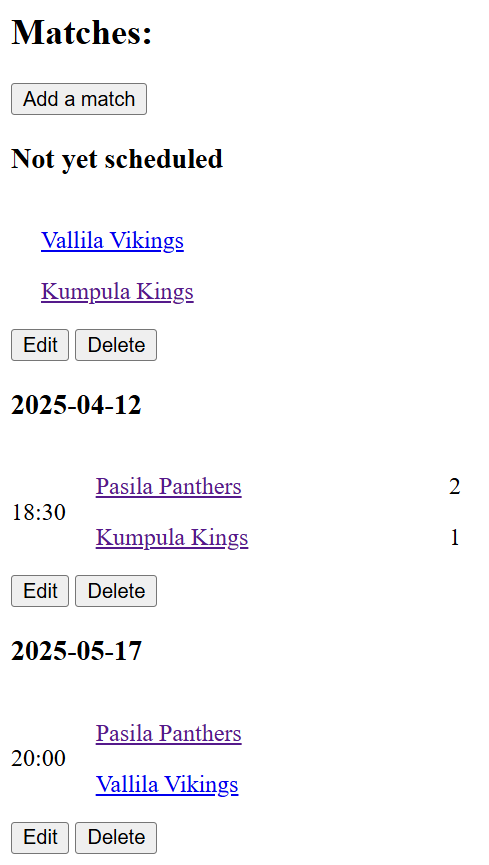 Matches:
Add a match
Not yet scheduled
Vallila Vikings
Kumpula Kings
Edit Delete
2025-04-12
18:30
Pasila Panthers 2
Kumpula Kings 1
Edit Delete
2025-05-17
20:00
Pasila Panthers
Vallila Vikings
Edit Delete